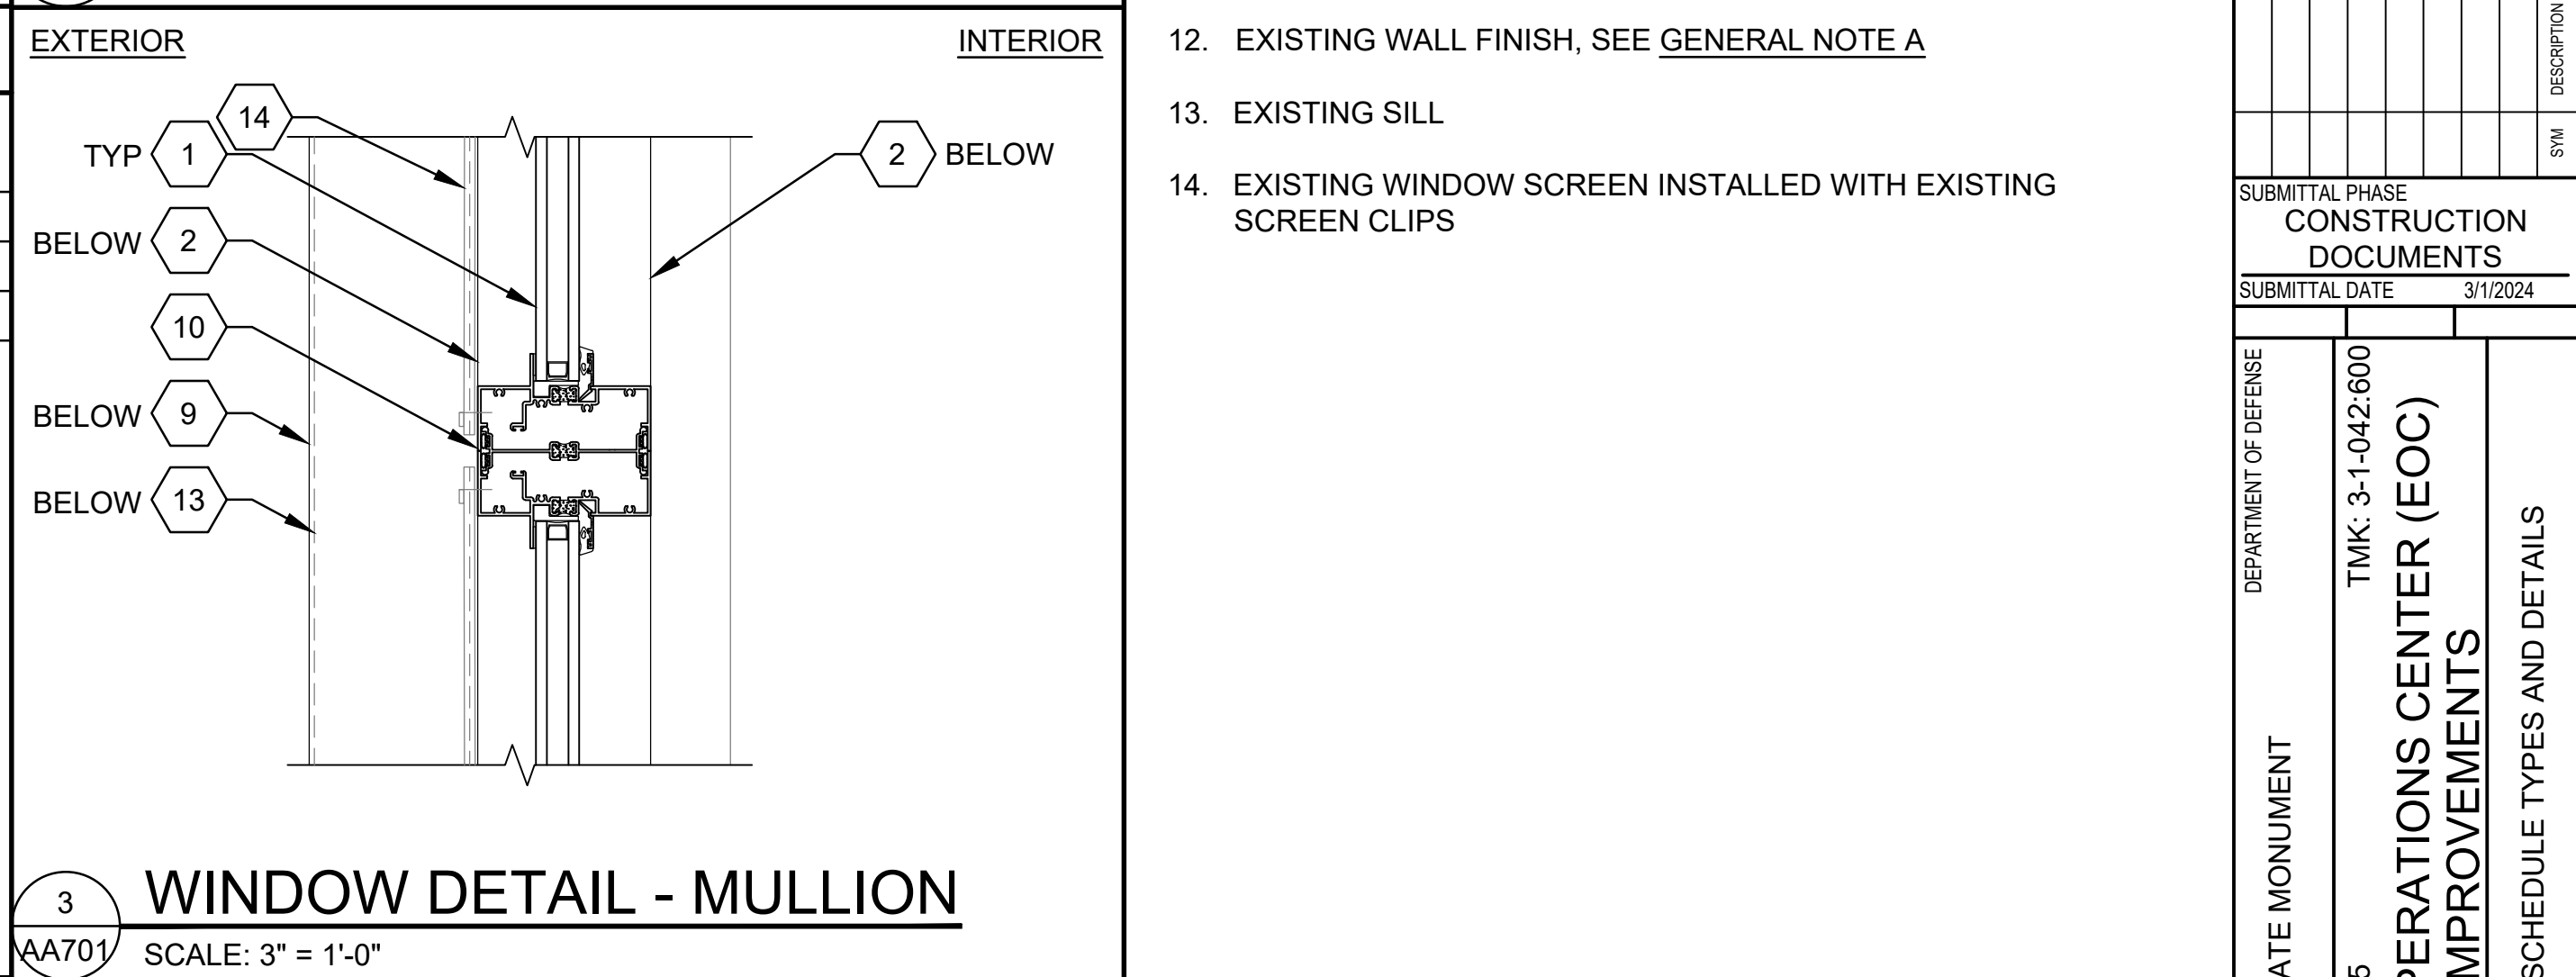 EXTERIOR
INTERIOR
14
TYP 1
2 BELOW
BELOW 2
10
BELOW 9
BELOW 13
3
AA701
WINDOW DETAIL - MULLION
SCALE: 3" = 1'-0"
12. EXISTING WALL FINISH, SEE GENERAL NOTE A
13. EXISTING SILL
14. EXISTING WINDOW SCREEN INSTALLED WITH EXISTING
SCREEN CLIPS
DESCRIPTION
SYM
SUBMITTAL PHASE
CONSTRUCTION
DOCUMENTS
SUBMITTAL DATE 3/1/2024
DEPARTMENT OF DEFENSE
ATE MONUMENT
TMK: 3-1-042:600
5
PERATIONS CENTER (EOC)
MPROVEMENTS
SCHEDULE TYPES AND DETAILS